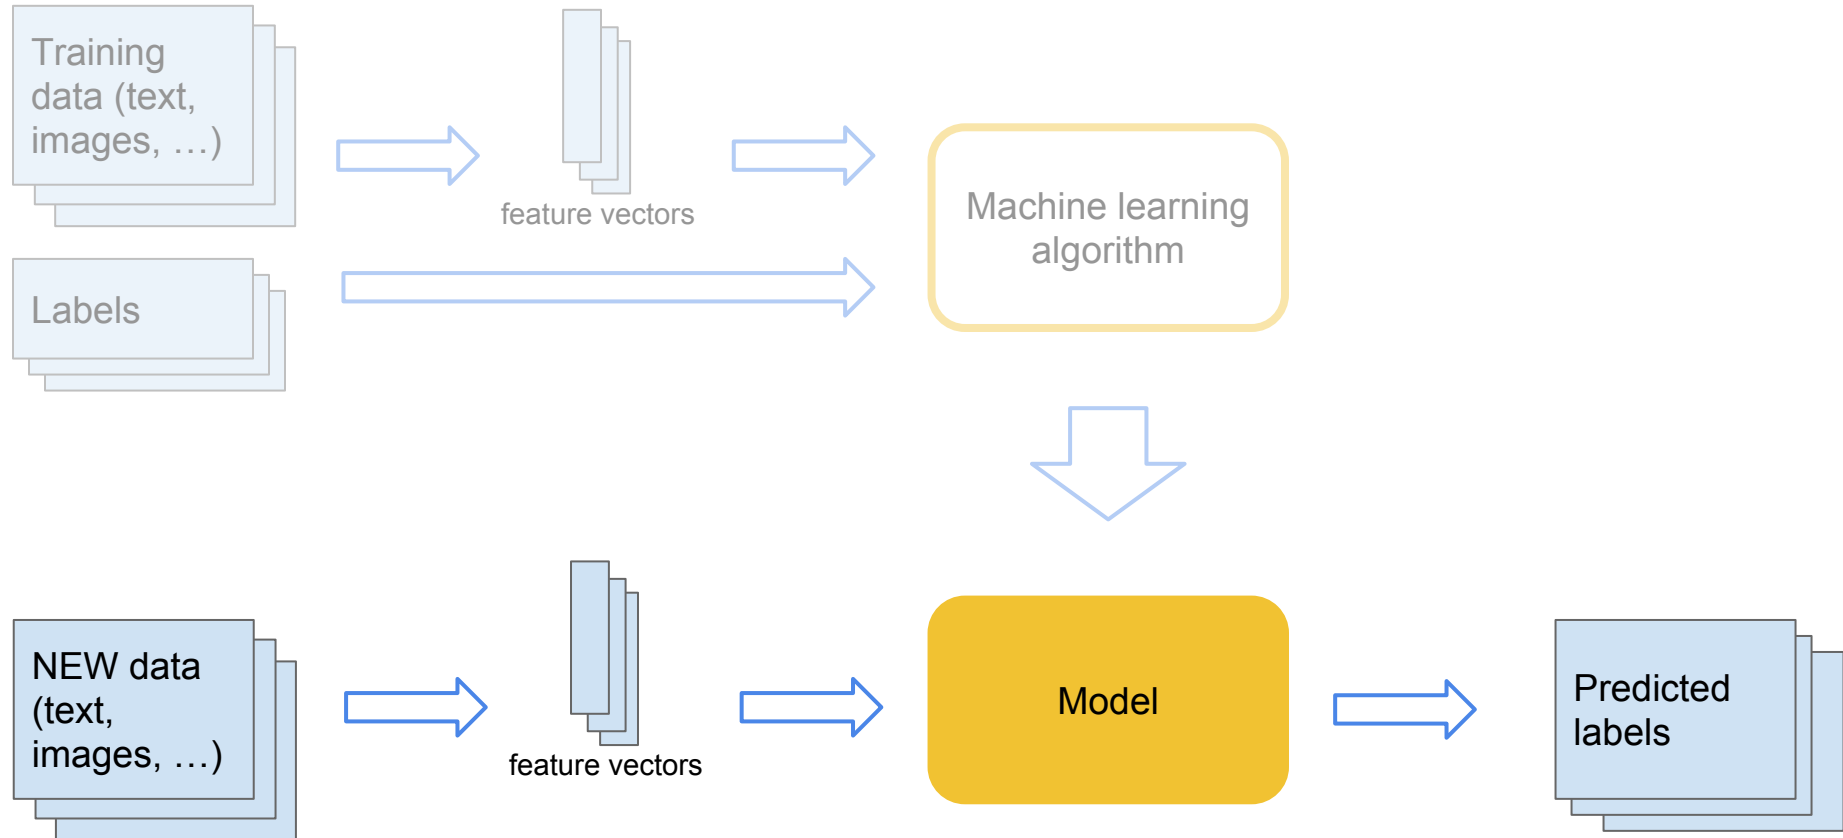 Training
data (text,
images, …)
feature vectors
Machine learning
algorithm
Labels
NEW data
(text,
images, …)
feature vectors
Model
Predicted
labels